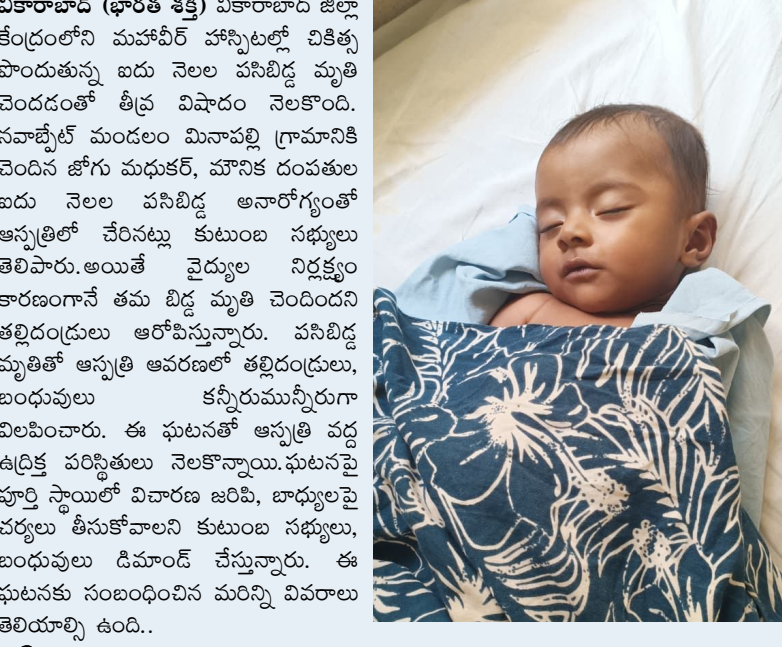 వికారాబాద్ (భారత శక్తి) వికారాబాద్ జిల్లా
కేంద్రంలోని మహావీర్ హాస్పిటల్లో చికిత్స
పొందుతున్న ఐదు నెలల పసిబిడ్డ మృతి
చెందడంతో తీవ్ర విషాదం నెలకొంది.
నవాబ్పేట్ మండలం మినాపల్లి గ్రామానికి
చెందిన జోగు మధుకర్, మౌనిక దంపతుల
ఐదు నెలల పసిబిడ్డ అనారోగ్యంతో
ఆస్పత్రిలో చేరినట్లు కుటుంబ సభ్యులు
తెలిపారు.అయితే వైద్యుల నిర్లక్ష్యం
కారణంగానే తమ బిడ్డ మృతి చెందిందని
తల్లిదండ్రులు ఆరోపిస్తున్నారు. పసిబిడ్డ
మృతితో ఆస్పత్రి ఆవరణలో తల్లిదండ్రులు,
బంధువులు కన్నీరుమున్నీరుగా
విలపించారు. ఈ ఘటనతో ఆస్పత్రి వద్ద
ఉద్రిక్త పరిస్థితులు నెలకొన్నాయి.ఘటనపై
పూర్తి స్థాయిలో విచారణ జరిపి, బాధ్యులపై
చర్యలు తీసుకోవాలని కుటుంబ సభ్యులు,
బంధువులు డిమాండ్ చేస్తున్నారు. ఈ
ఘటనకు సంబంధించిన మరిన్ని వివరాలు
తెలియాల్సి ఉంది..